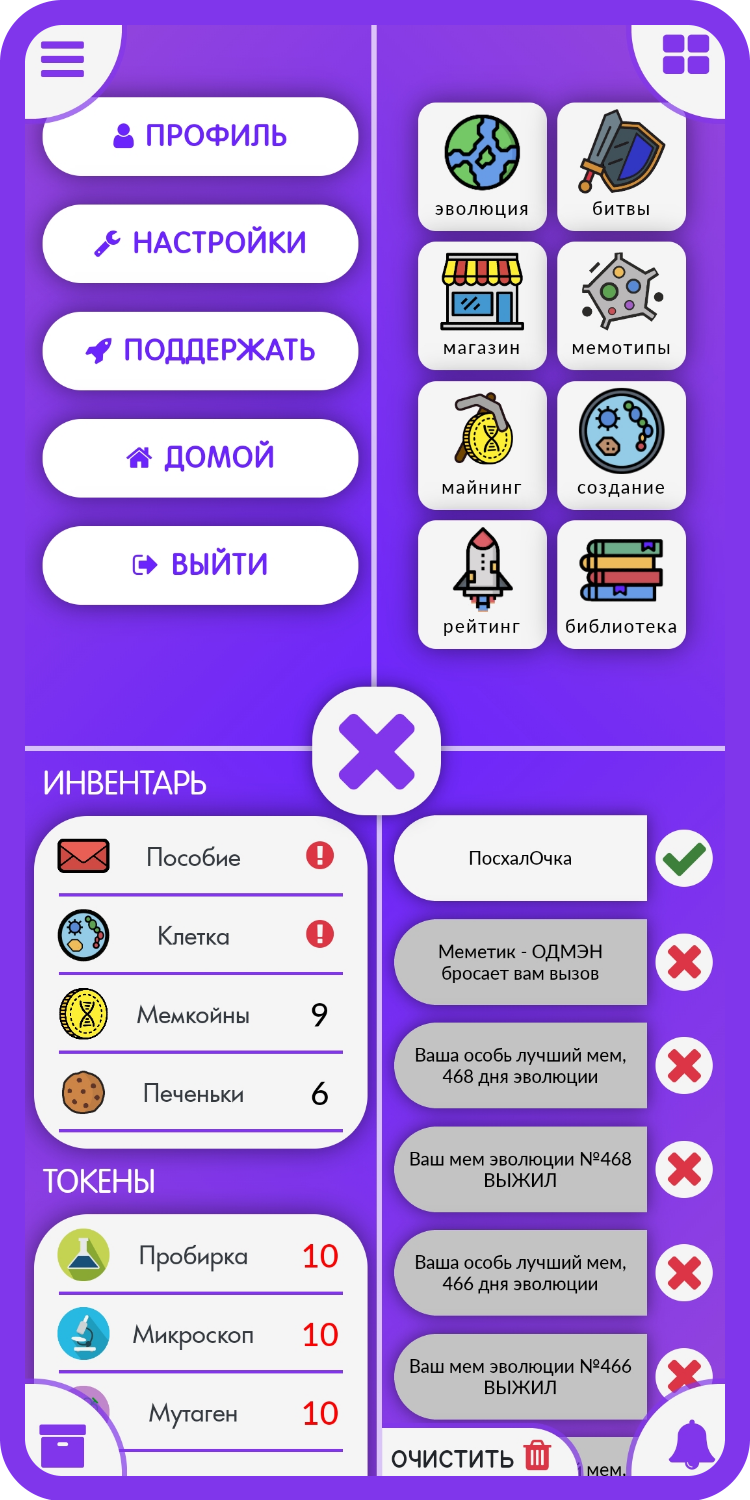 ПРОФИЛЬ
НАСТРОЙКИ
ПОДДЕРЖАТЬ
ДОМОЙ
ВЫЙТИ
эволюция
битвы
магазин
мемотипы
майнинг
создание
рейтинг
библиотека
ИНВЕНТАРЬ
Пособие
Клетка
Мемкойны 9
Печеньки 6
ТОКЕНЫ
Пробирка 10
Микроскоп 10
Мутаген 10
ПосхалОчка
Меметик - ОДМЭН
бросает вам вызов
Ваша особь лучший мем,
468 дня эволюции
Ваш мем эволюции №468
ВЫЖИЛ
Ваша особь лучший мем,
466 дня эволюции
Ваш мем эволюции №466
ВЫЖИЛ
мем,
ОЧИСТИТЬ